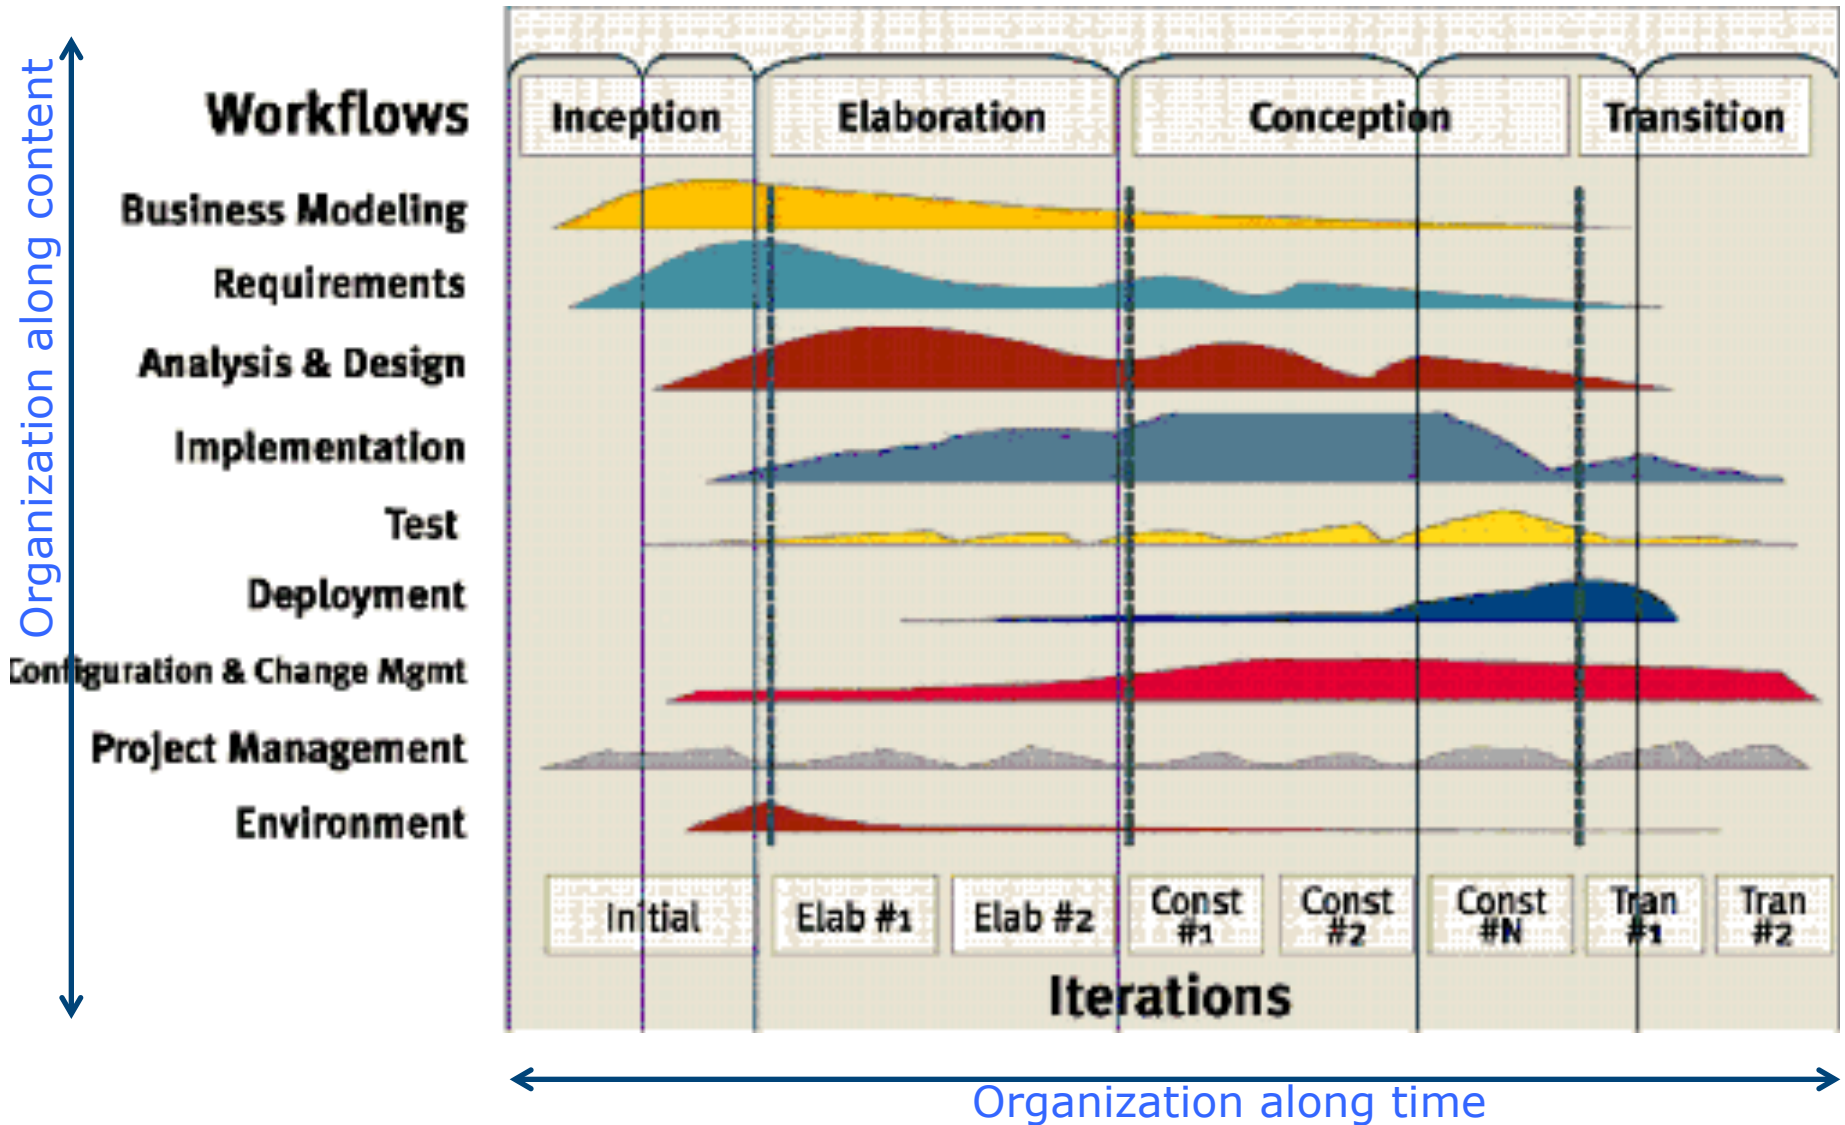 Organization along content
Workflows
Inception
Elaboration
Conception
Transition
Business Modeling
Requirements
Analysis & Design
Implementation
Test
Deployment
Configuration & Change Mgmt
Project Management
Environment
Initial
Elab #1
Elab #2
Const
#1
Const
#2
Const
#N
Tran
#1
Tran
#2
Iterations
Organization along time